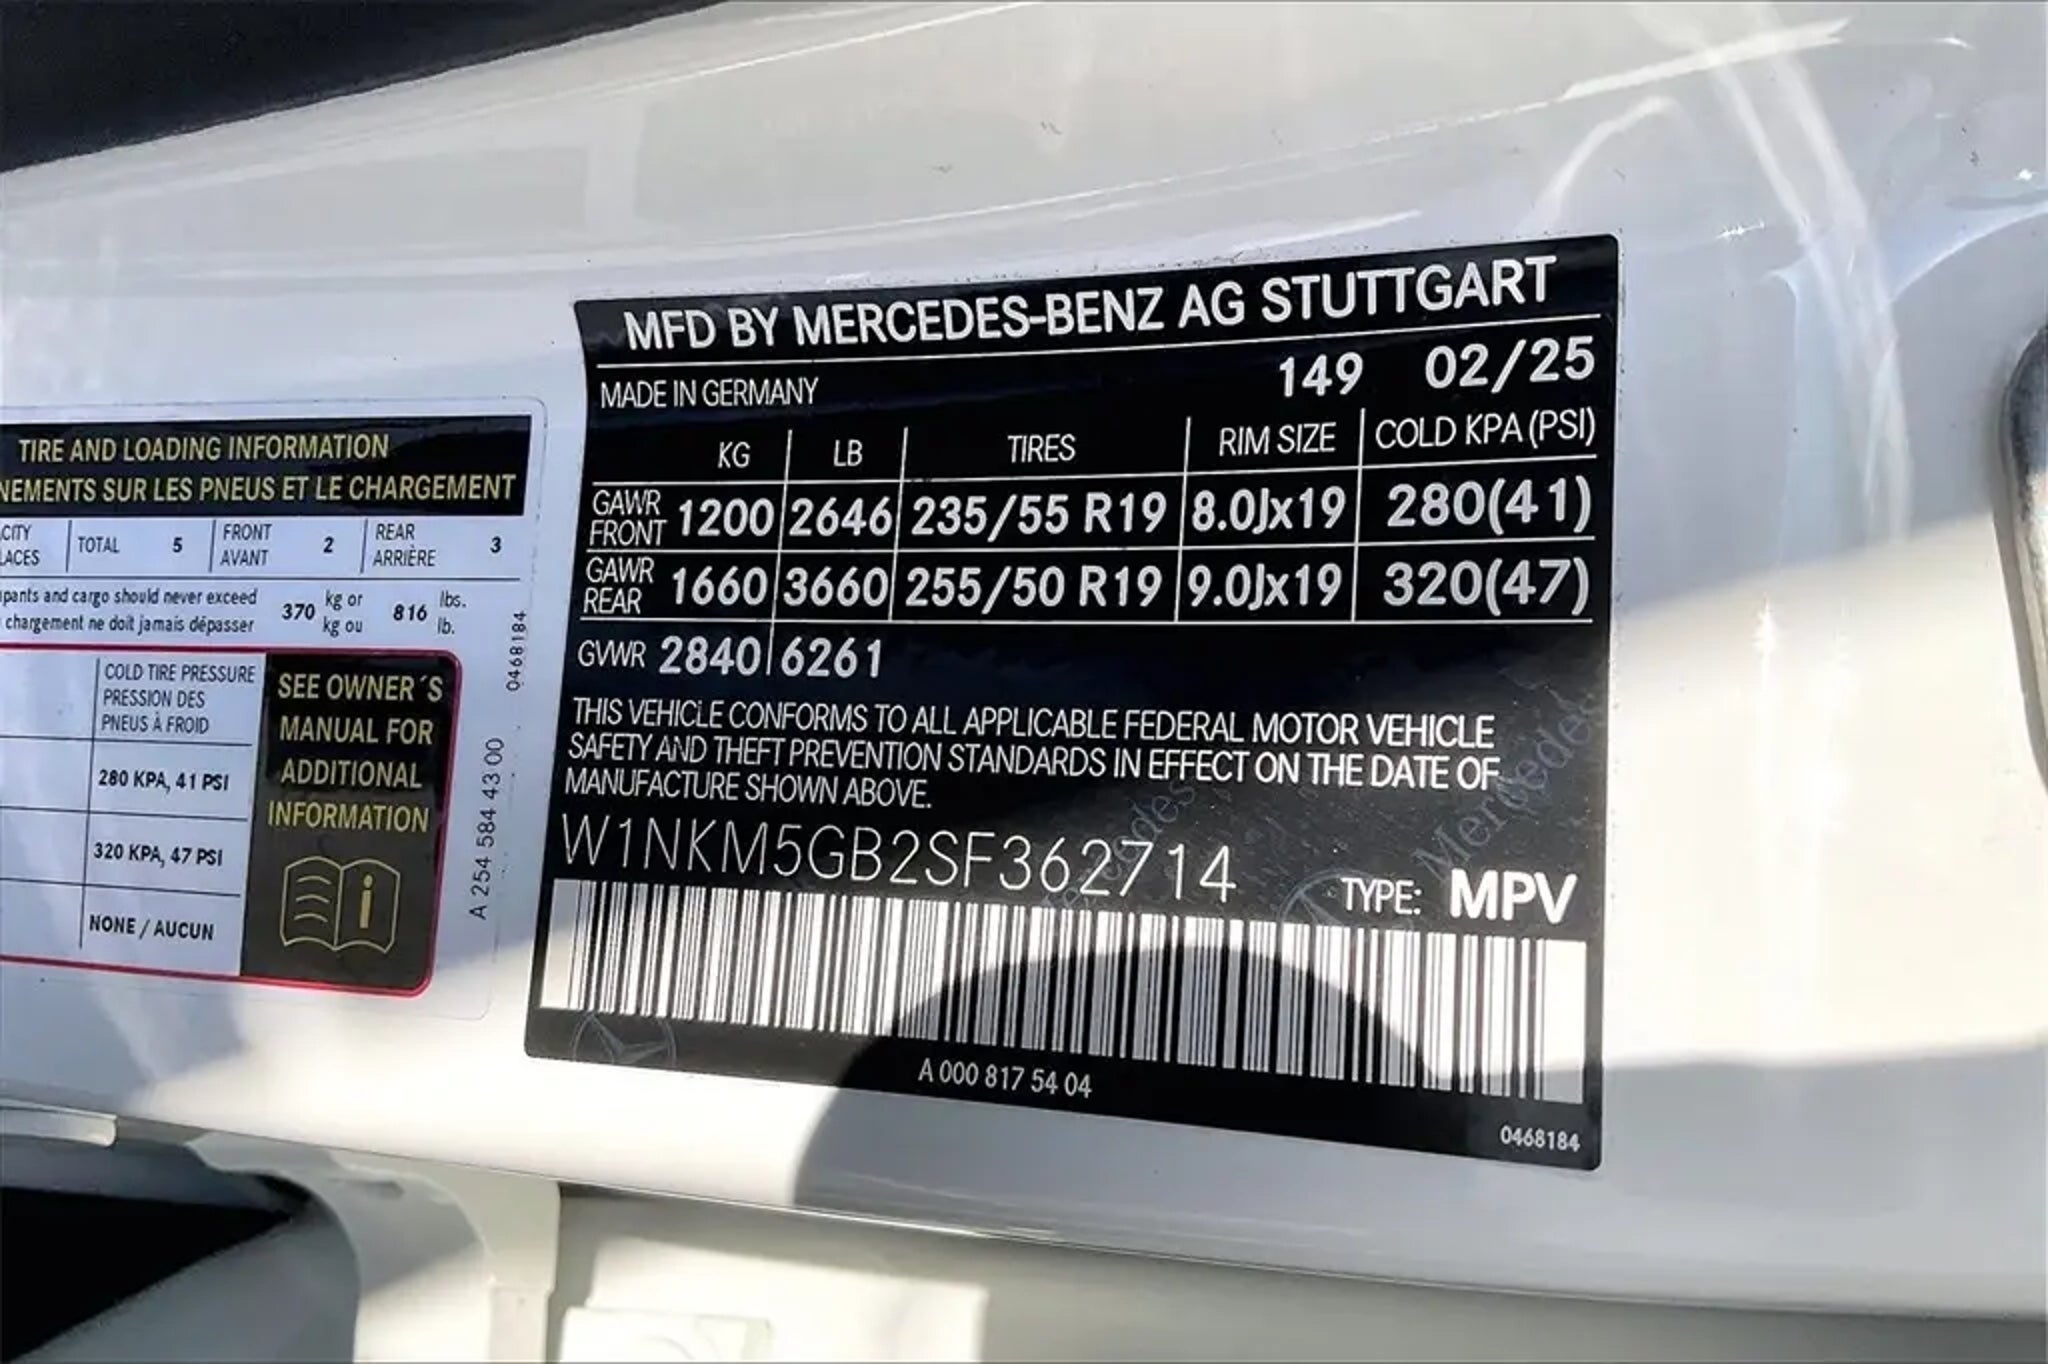 TIRE AND LOADING INFORMATION
NEMENTS SUR LES PNEUS ET LE CHARGEMENT
CITY
LACES
TOTAL 5
FRONT
AVANT 2
REAR
ARRIÈRE 3
pants and cargo should never exceed
chargement ne doit jamais dépasser
370 kg or
kg ou
816 lbs.
lb.
COLD TIRE PRESSURE
PRESSION DES
PNEUS À FROID
280 KPA, 41 PSI
320 KPA, 47 PSI
NONE / AUCUN
SEE OWNER´S
MANUAL FOR
ADDITIONAL
INFORMATION
i
A 254 584 43 00
0468184
MFD BY MERCEDES-BENZ AG STUTTGART
MADE IN GERMANY 149 02/25
KG LB TIRES RIM SIZE COLD KPA (PSI)
GAWR
FRONT 1200 2646 235/55 R19 8.0Jx19 280(41)
GAWR
REAR 1660 3660 255/50 R19 9.0Jx19 320(47)
GVWR 2840 6261
THIS VEHICLE CONFORMS TO ALL APPLICABLE FEDERAL MOTOR VEHICLE
SAFETY AND THEFT PREVENTION STANDARDS IN EFFECT ON THE DATE OF
MANUFACTURE SHOWN ABOVE.
W1NKM5GB2SF362714 TYPE: MPV
A 000 817 54 04
0468184
Mercedes
Mercedes